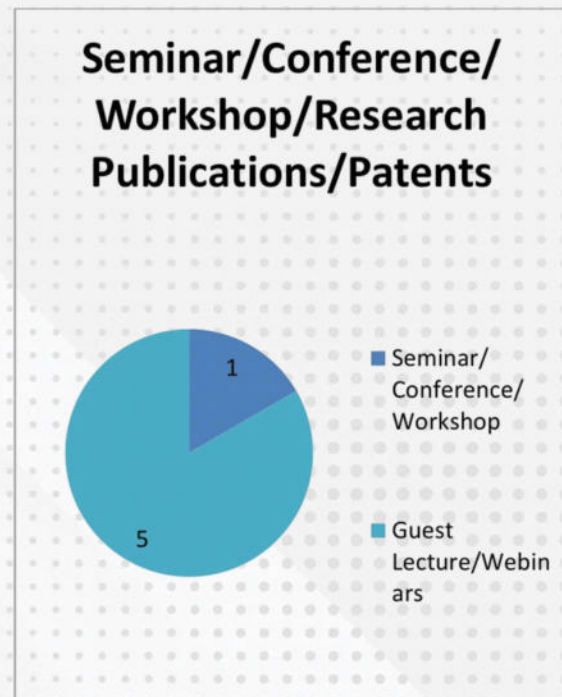 Seminar/Conference/
Workshop/Research
Publications/Patents
1
5
Seminar/
Conference/
Workshop
Guest
Lecture/Webin
ars